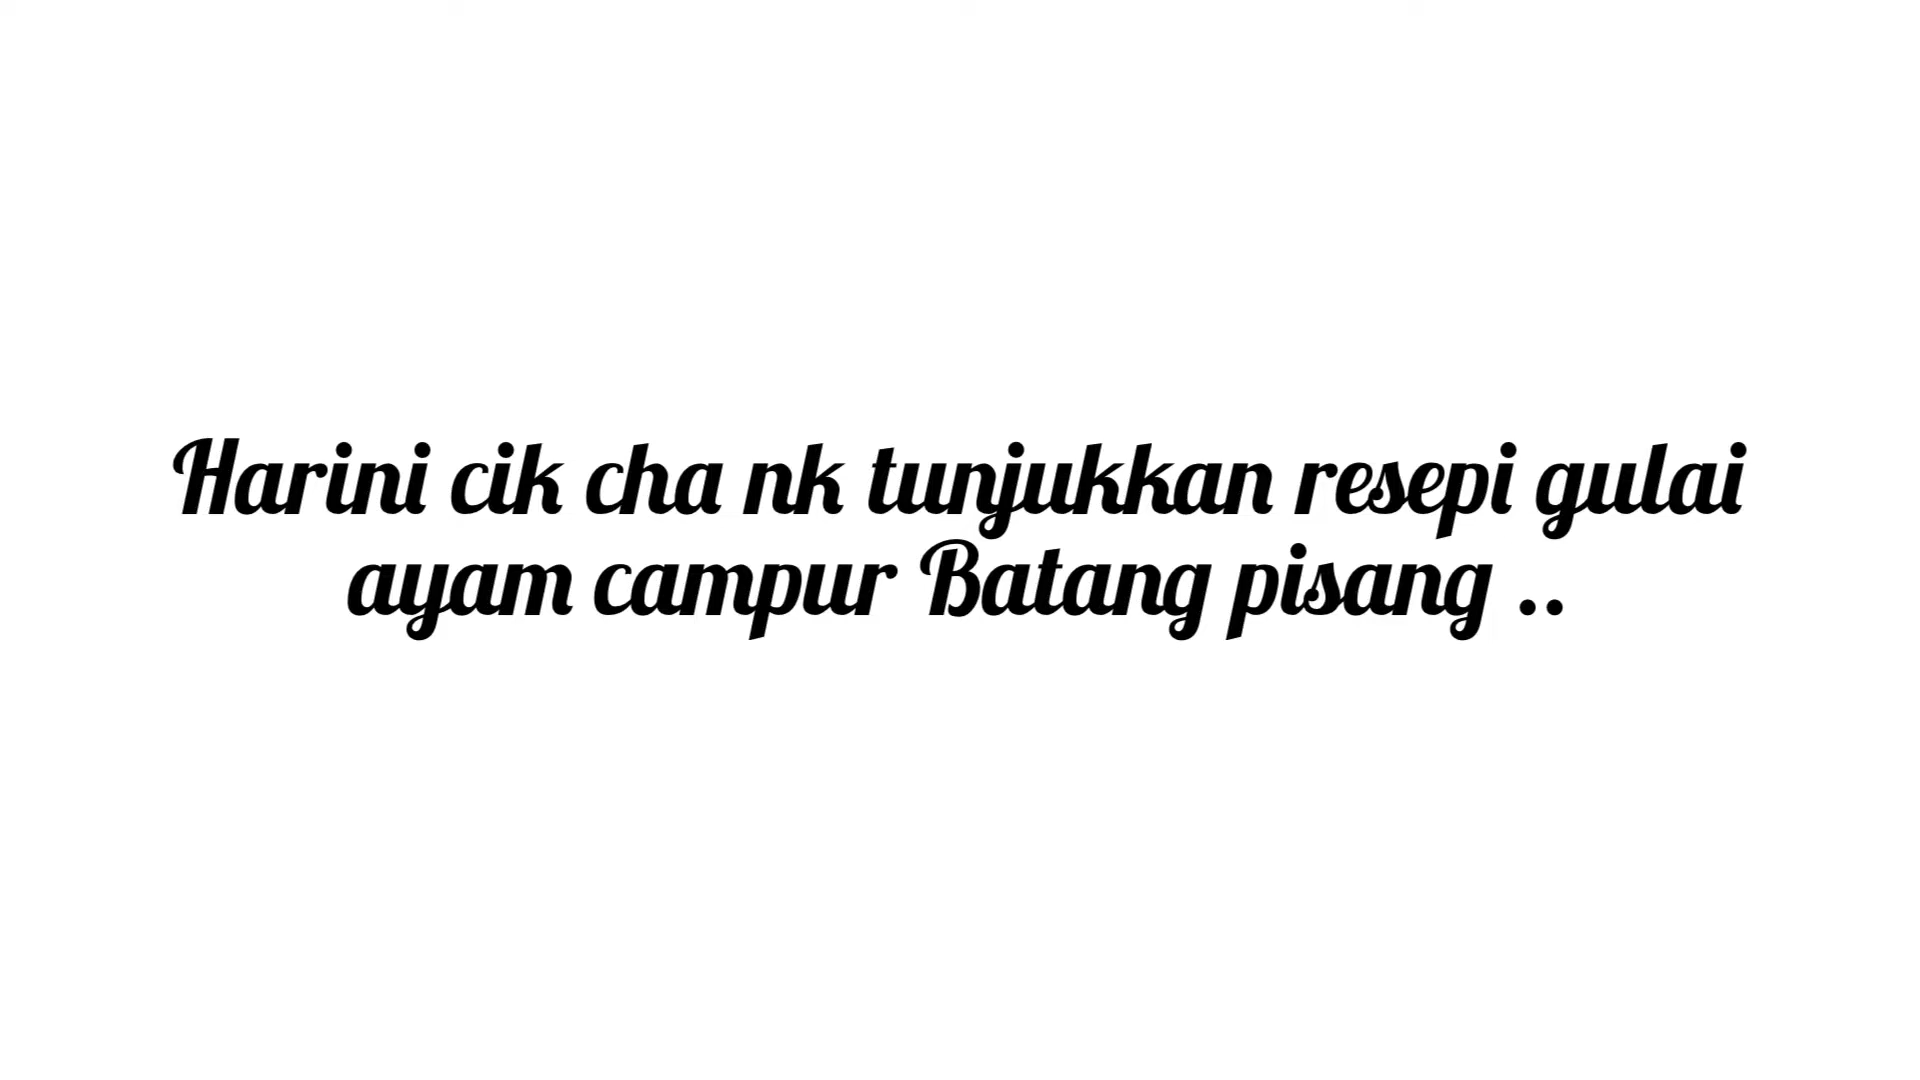 Harini cik cha nk tunjukkan resepi gulai
ayam campur Batang pisang ..